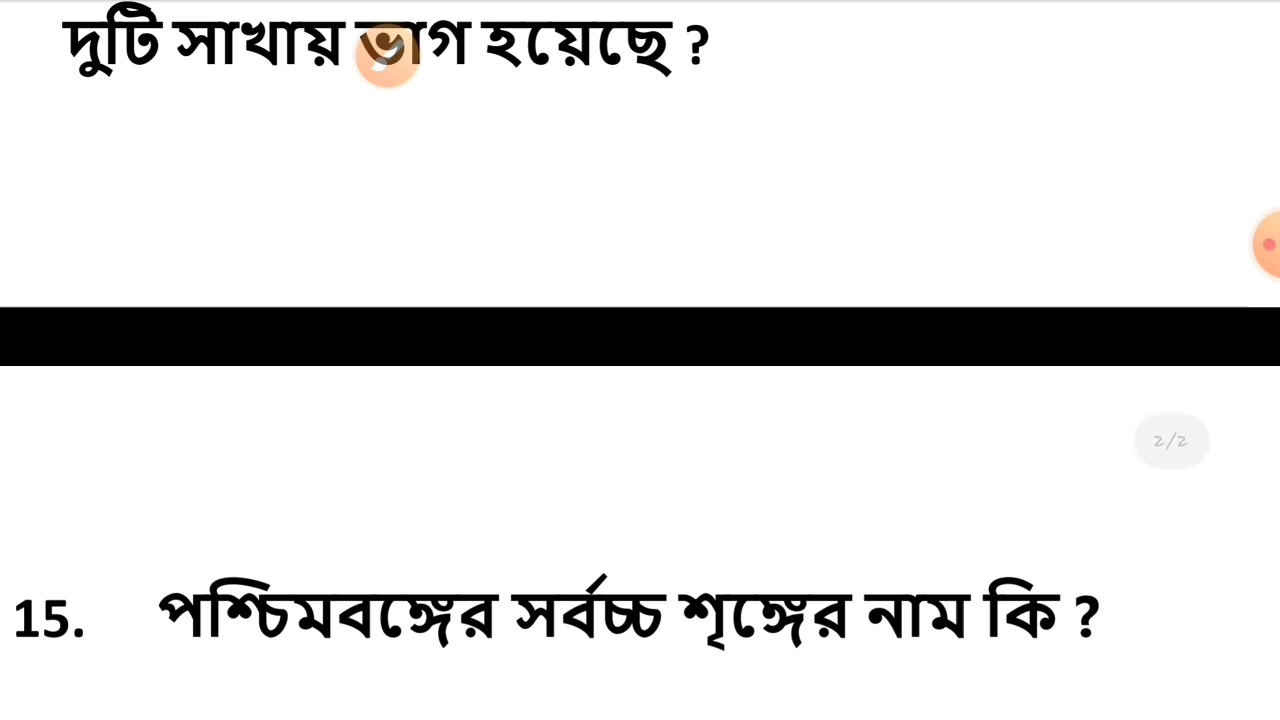 দুটি সাখায় ভাগ হয়েছে ?
2/2
15. পশ্চিমবঙ্গের সর্বচ্চ শৃঙ্গের নাম কি ?